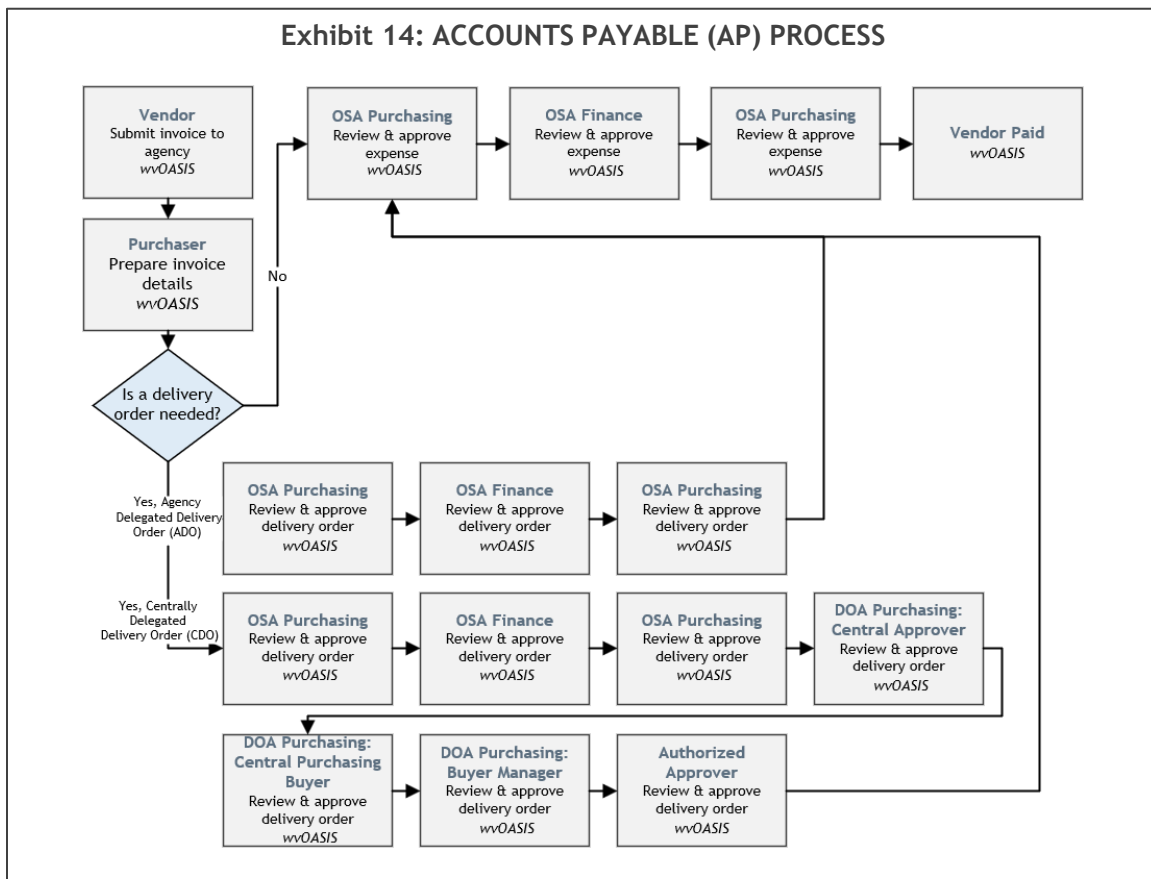 Exhibit 14: ACCOUNTS PAYABLE (AP) PROCESS
Vendor
Submit invoice to
agency
wvOASIS
OSA Purchasing
Review & approve
expense
wvOASIS
OSA Finance
Review & approve
expense
wvOASIS
OSA Purchasing
Review & approve
expense
wvOASIS
Vendor Paid
wvOASIS
Purchaser
Prepare invoice
details
wvOASIS
No
Is a delivery
order needed?
Yes, Agency
Delegated Delivery
Order (ADO)
OSA Purchasing
Review & approve
delivery order
wvOASIS
OSA Finance
Review & approve
delivery order
wvOASIS
OSA Purchasing
Review & approve
delivery order
wvOASIS
Yes, Centrally
Delegated
Delivery Order (CDO)
OSA Purchasing
Review & approve
delivery order
wvOASIS
OSA Finance
Review & approve
delivery order
wvOASIS
OSA Purchasing
Review & approve
delivery order
wvOASIS
DOA Purchasing:
Central Approver
Review & approve
delivery order
wvOASIS
DOA Purchasing:
Central Purchasing
Buyer
Review & approve
delivery order
wvOASIS
DOA Purchasing:
Buyer Manager
Review & approve
delivery order
wvOASIS
Authorized
Approver
Review & approve
delivery order
wvOASIS